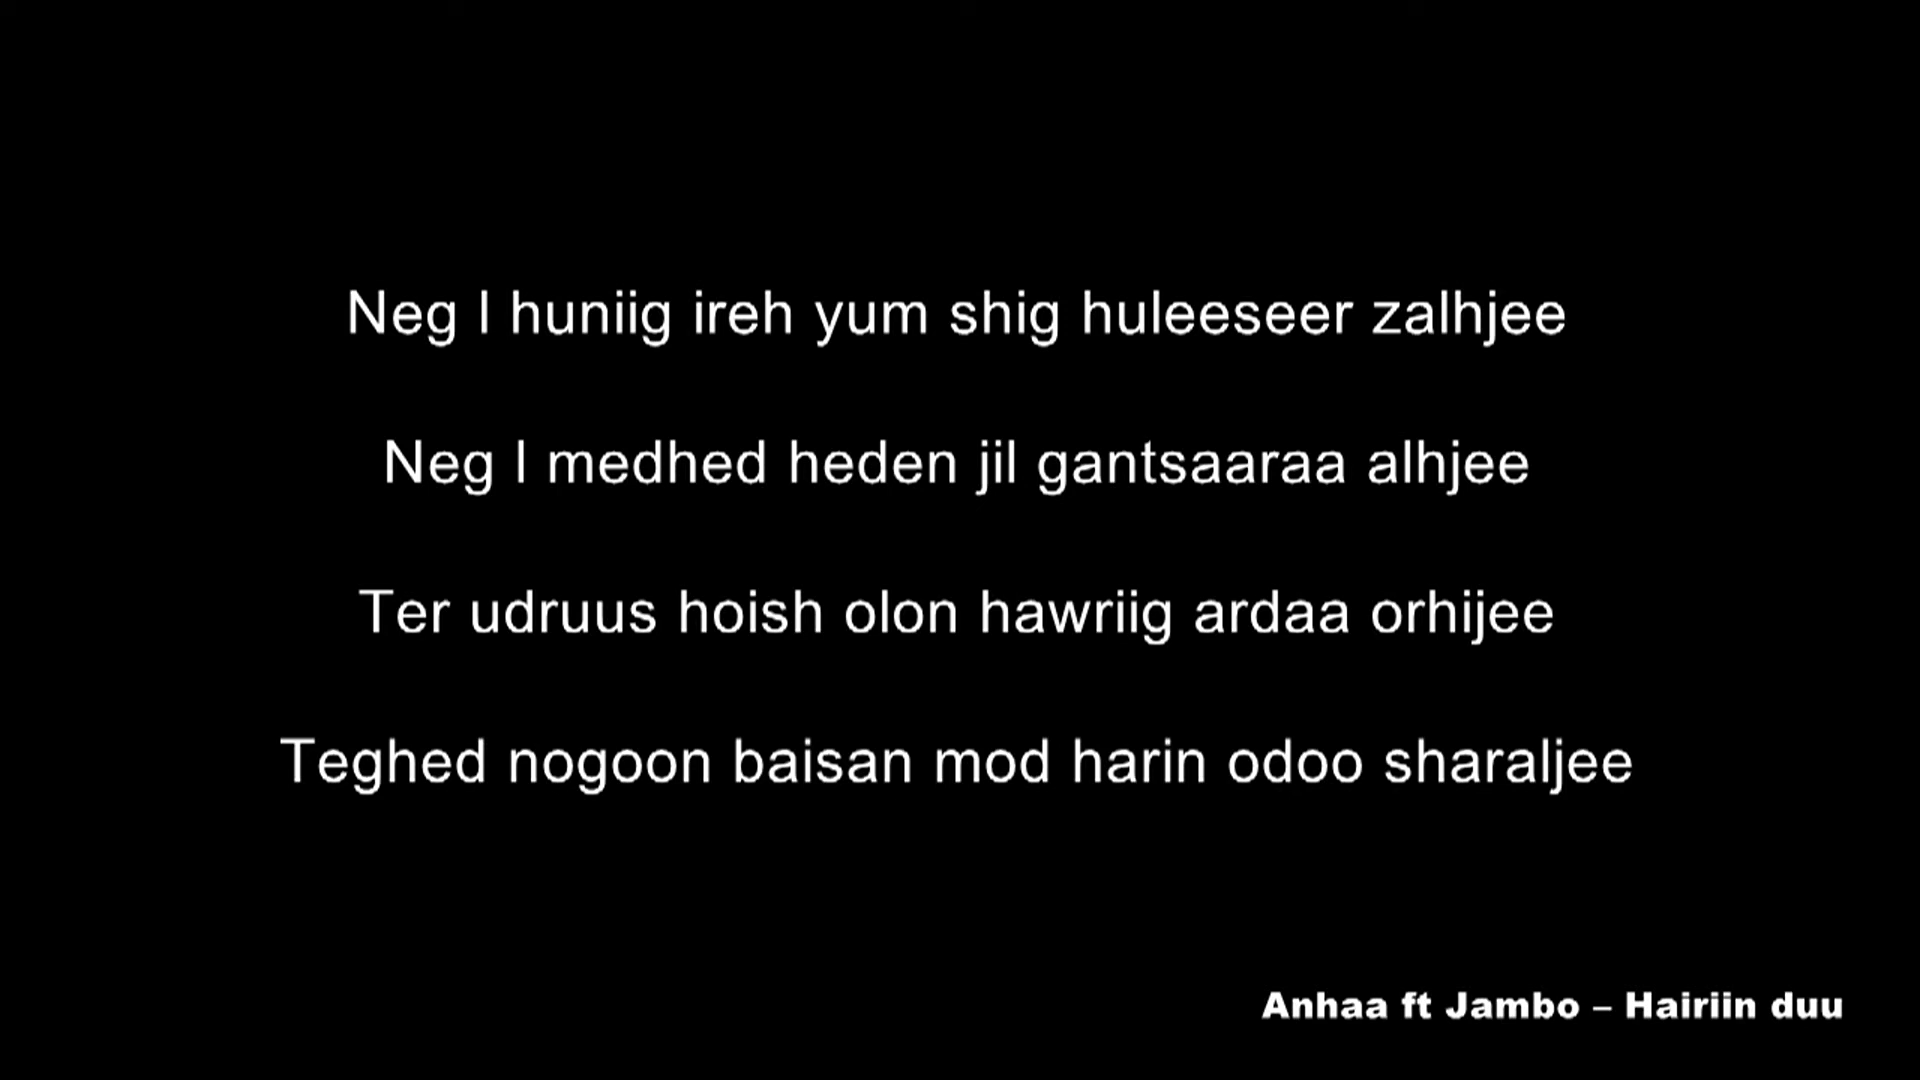 Neg l huniig ireh yum shig huleeseer zalhjee
Neg l medhed heden jil gantsaaraa alhjee
Ter udruus hoish olon hawriig ardaa orhijee
Teghed nogoon baisan mod harin odoo sharaljee
Anhaa ft Jambo – Hairiin duu